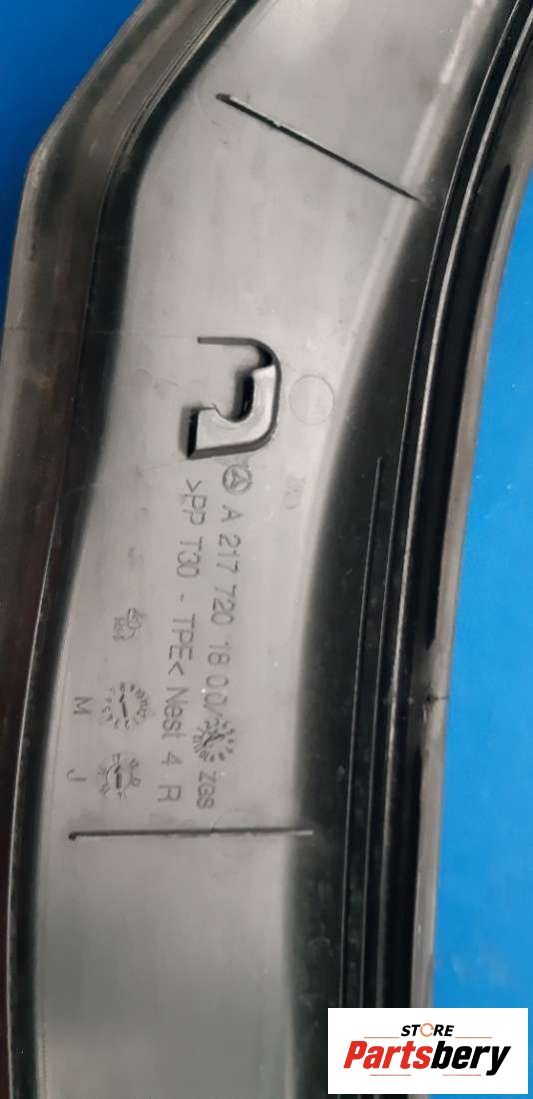 A 217 720 18 00/ zgs
>PP T30 - TPE< Nest 4 R
M
J
STORE
Partsbery